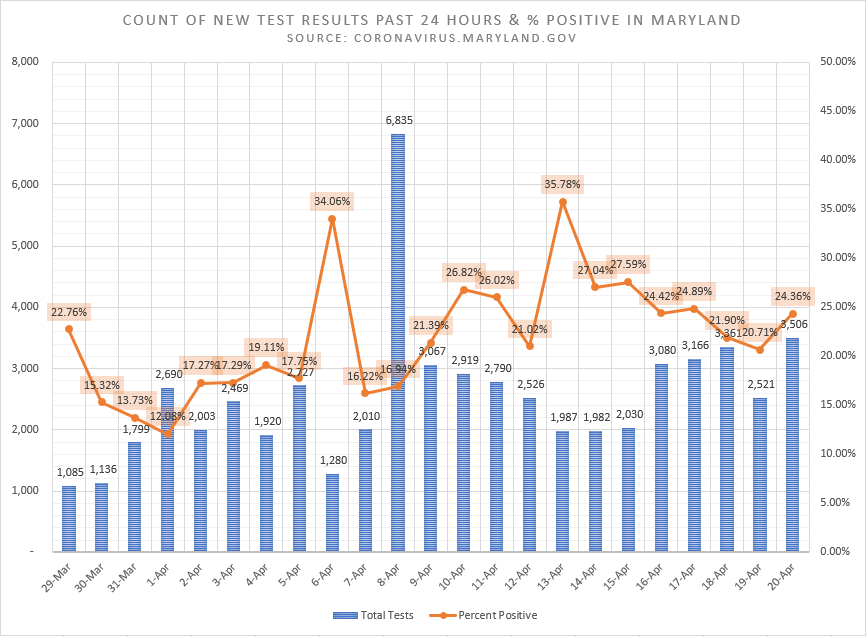 COUNT OF NEW TEST RESULTS PAST 24 HOURS & % POSITIVE IN MARYLAND
SOURCE: CORONAVIRUS.MARYLAND.GOV
8,000
7,000
6,000
5,000
4,000
3,000
2,000
1,000
-
50.00%
45.00%
40.00%
35.00%
30.00%
25.00%
20.00%
15.00%
10.00%
5.00%
0.00%
22.76%
15.32%
13.73%
12.08%
17.27%
17.29%
19.11%
17.75%
34.06%
16.22%
16.94%
21.39%
26.82%
26.02%
21.02%
35.78%
27.04%
27.59%
24.42%
24.89%
21.90%
20.71%
24.36%
1,085
1,136
1,799
2,690
2,003
2,469
1,920
2,727
1,280
2,010
6,835
3,067
2,919
2,790
2,526
1,987
1,982
2,030
3,080
3,166
3,361
2,521
3,506
29-Mar
30-Mar
31-Mar
1-Apr
2-Apr
3-Apr
4-Apr
5-Apr
6-Apr
7-Apr
8-Apr
9-Apr
10-Apr
11-Apr
12-Apr
13-Apr
14-Apr
15-Apr
16-Apr
17-Apr
18-Apr
19-Apr
20-Apr
Total Tests
Percent Positive